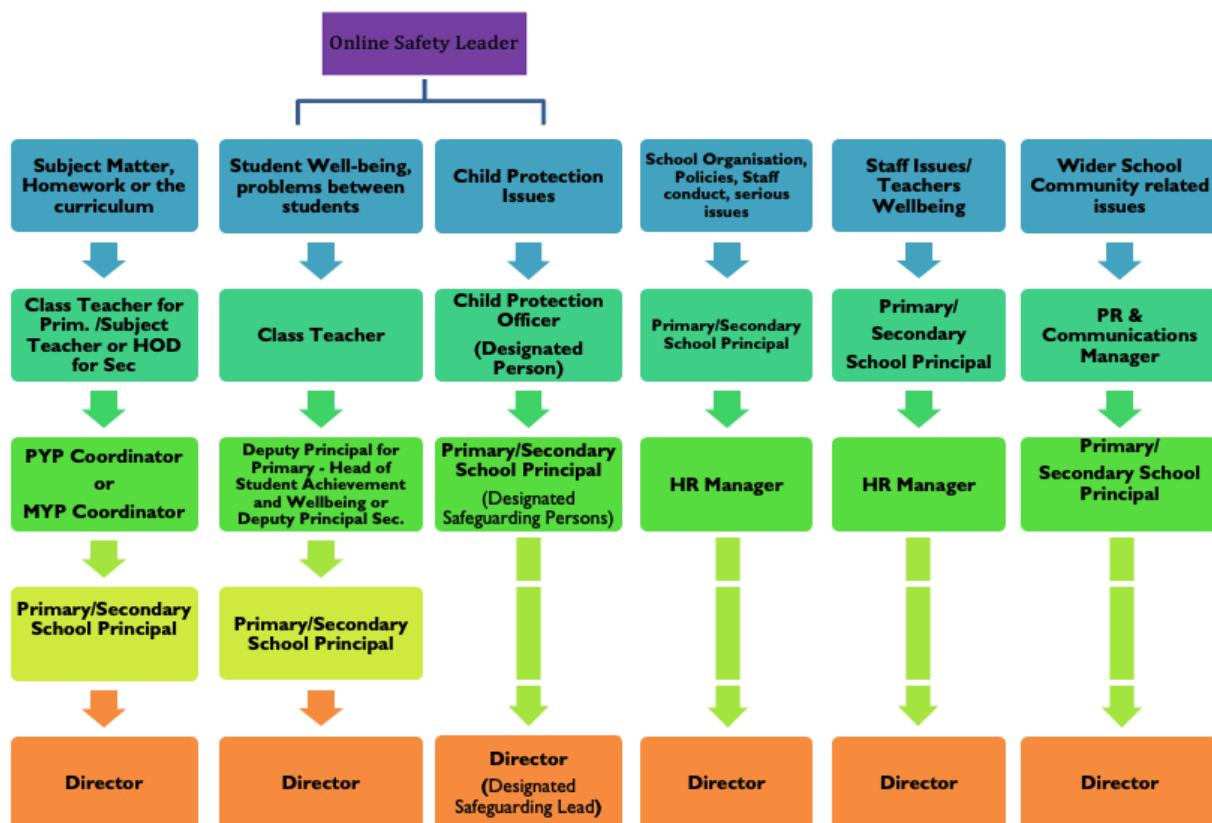 Online Safety Leader
Subject Matter,
Homework or the
curriculum
Student Well-being,
problems between
students
Child Protection
Issues
School Organisation,
Policies, Staff
conduct, serious
issues
Staff Issues/
Teachers
Wellbeing
Wider School
Community related
issues
Class Teacher for
Prim. /Subject
Teacher or HOD
for Sec
Class Teacher
Child Protection
Officer
(Designated
Person)
Primary/Secondary
School Principal
Primary/
Secondary
School Principal
PR &
Communications
Manager
PYP Coordinator
or
MYP Coordinator
Deputy Principal for
Primary - Head of
Student Achievement
and Wellbeing or
Deputy Principal Sec.
Primary/Secondary
School Principal
(Designated
Safeguarding Persons)
HR Manager
HR Manager
Primary/
Secondary School
Principal
Primary/Secondary
School Principal
Primary/Secondary
School Principal
Director
Director
Director
(Designated
Safeguarding Lead)
Director
Director
Director